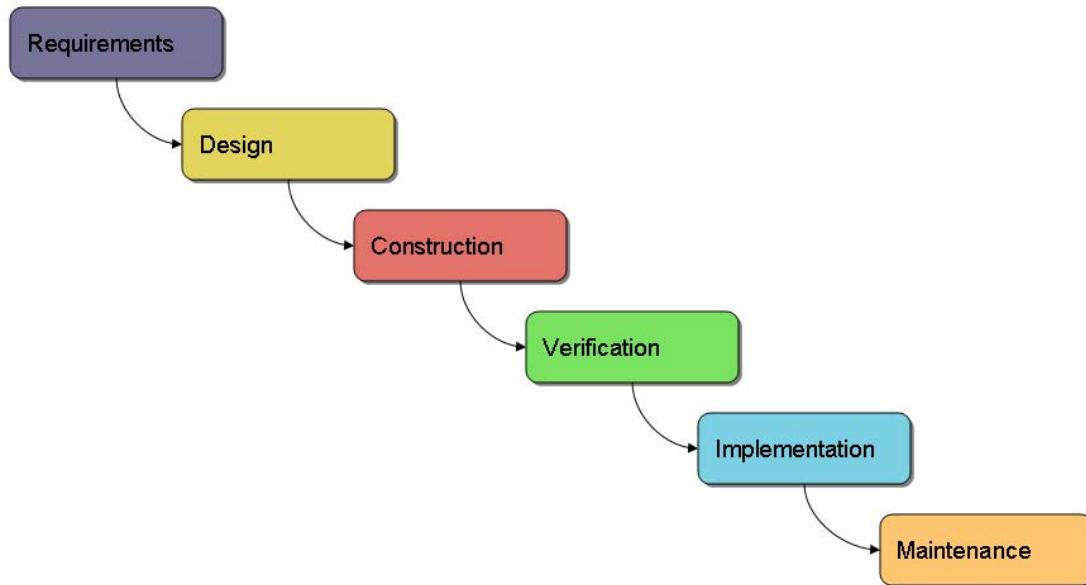 Requirements
Design
Construction
Verification
Implementation
Maintenance